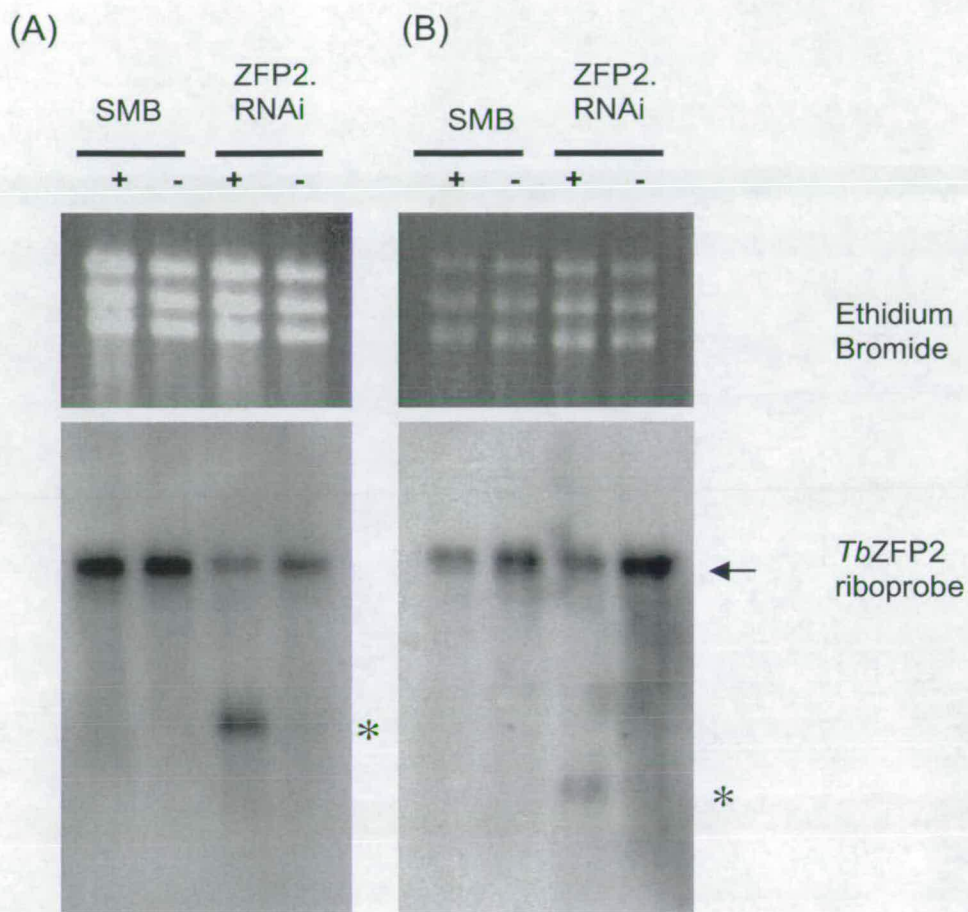 (A)
(B)
SMB
ZFP2.
RNAi
SMB
ZFP2.
RNAi
+ - + -
+ - + -
Ethidium
Bromide
TbZFP2
riboprobe
*
*